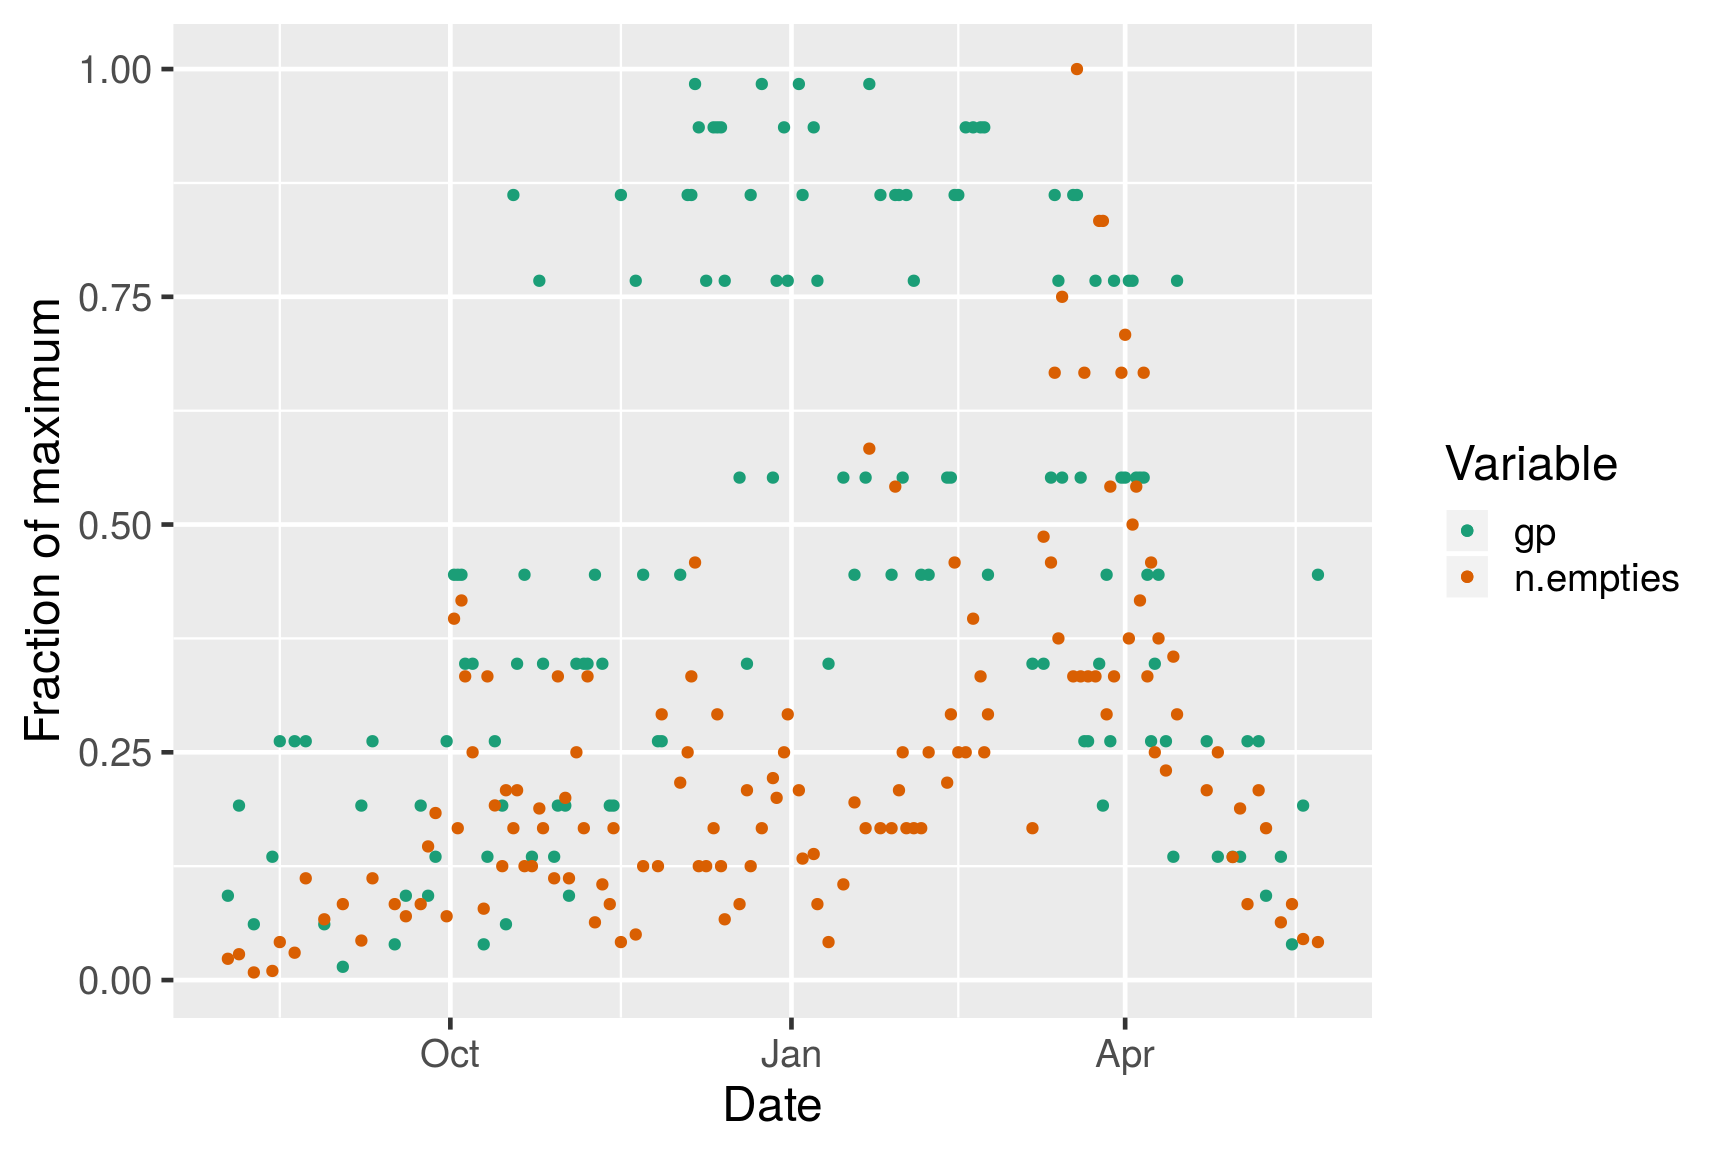 Fraction of maximum
1.00
0.75
0.50
0.25
0.00
Oct Jan Apr
Date
Variable
gp
n.empties